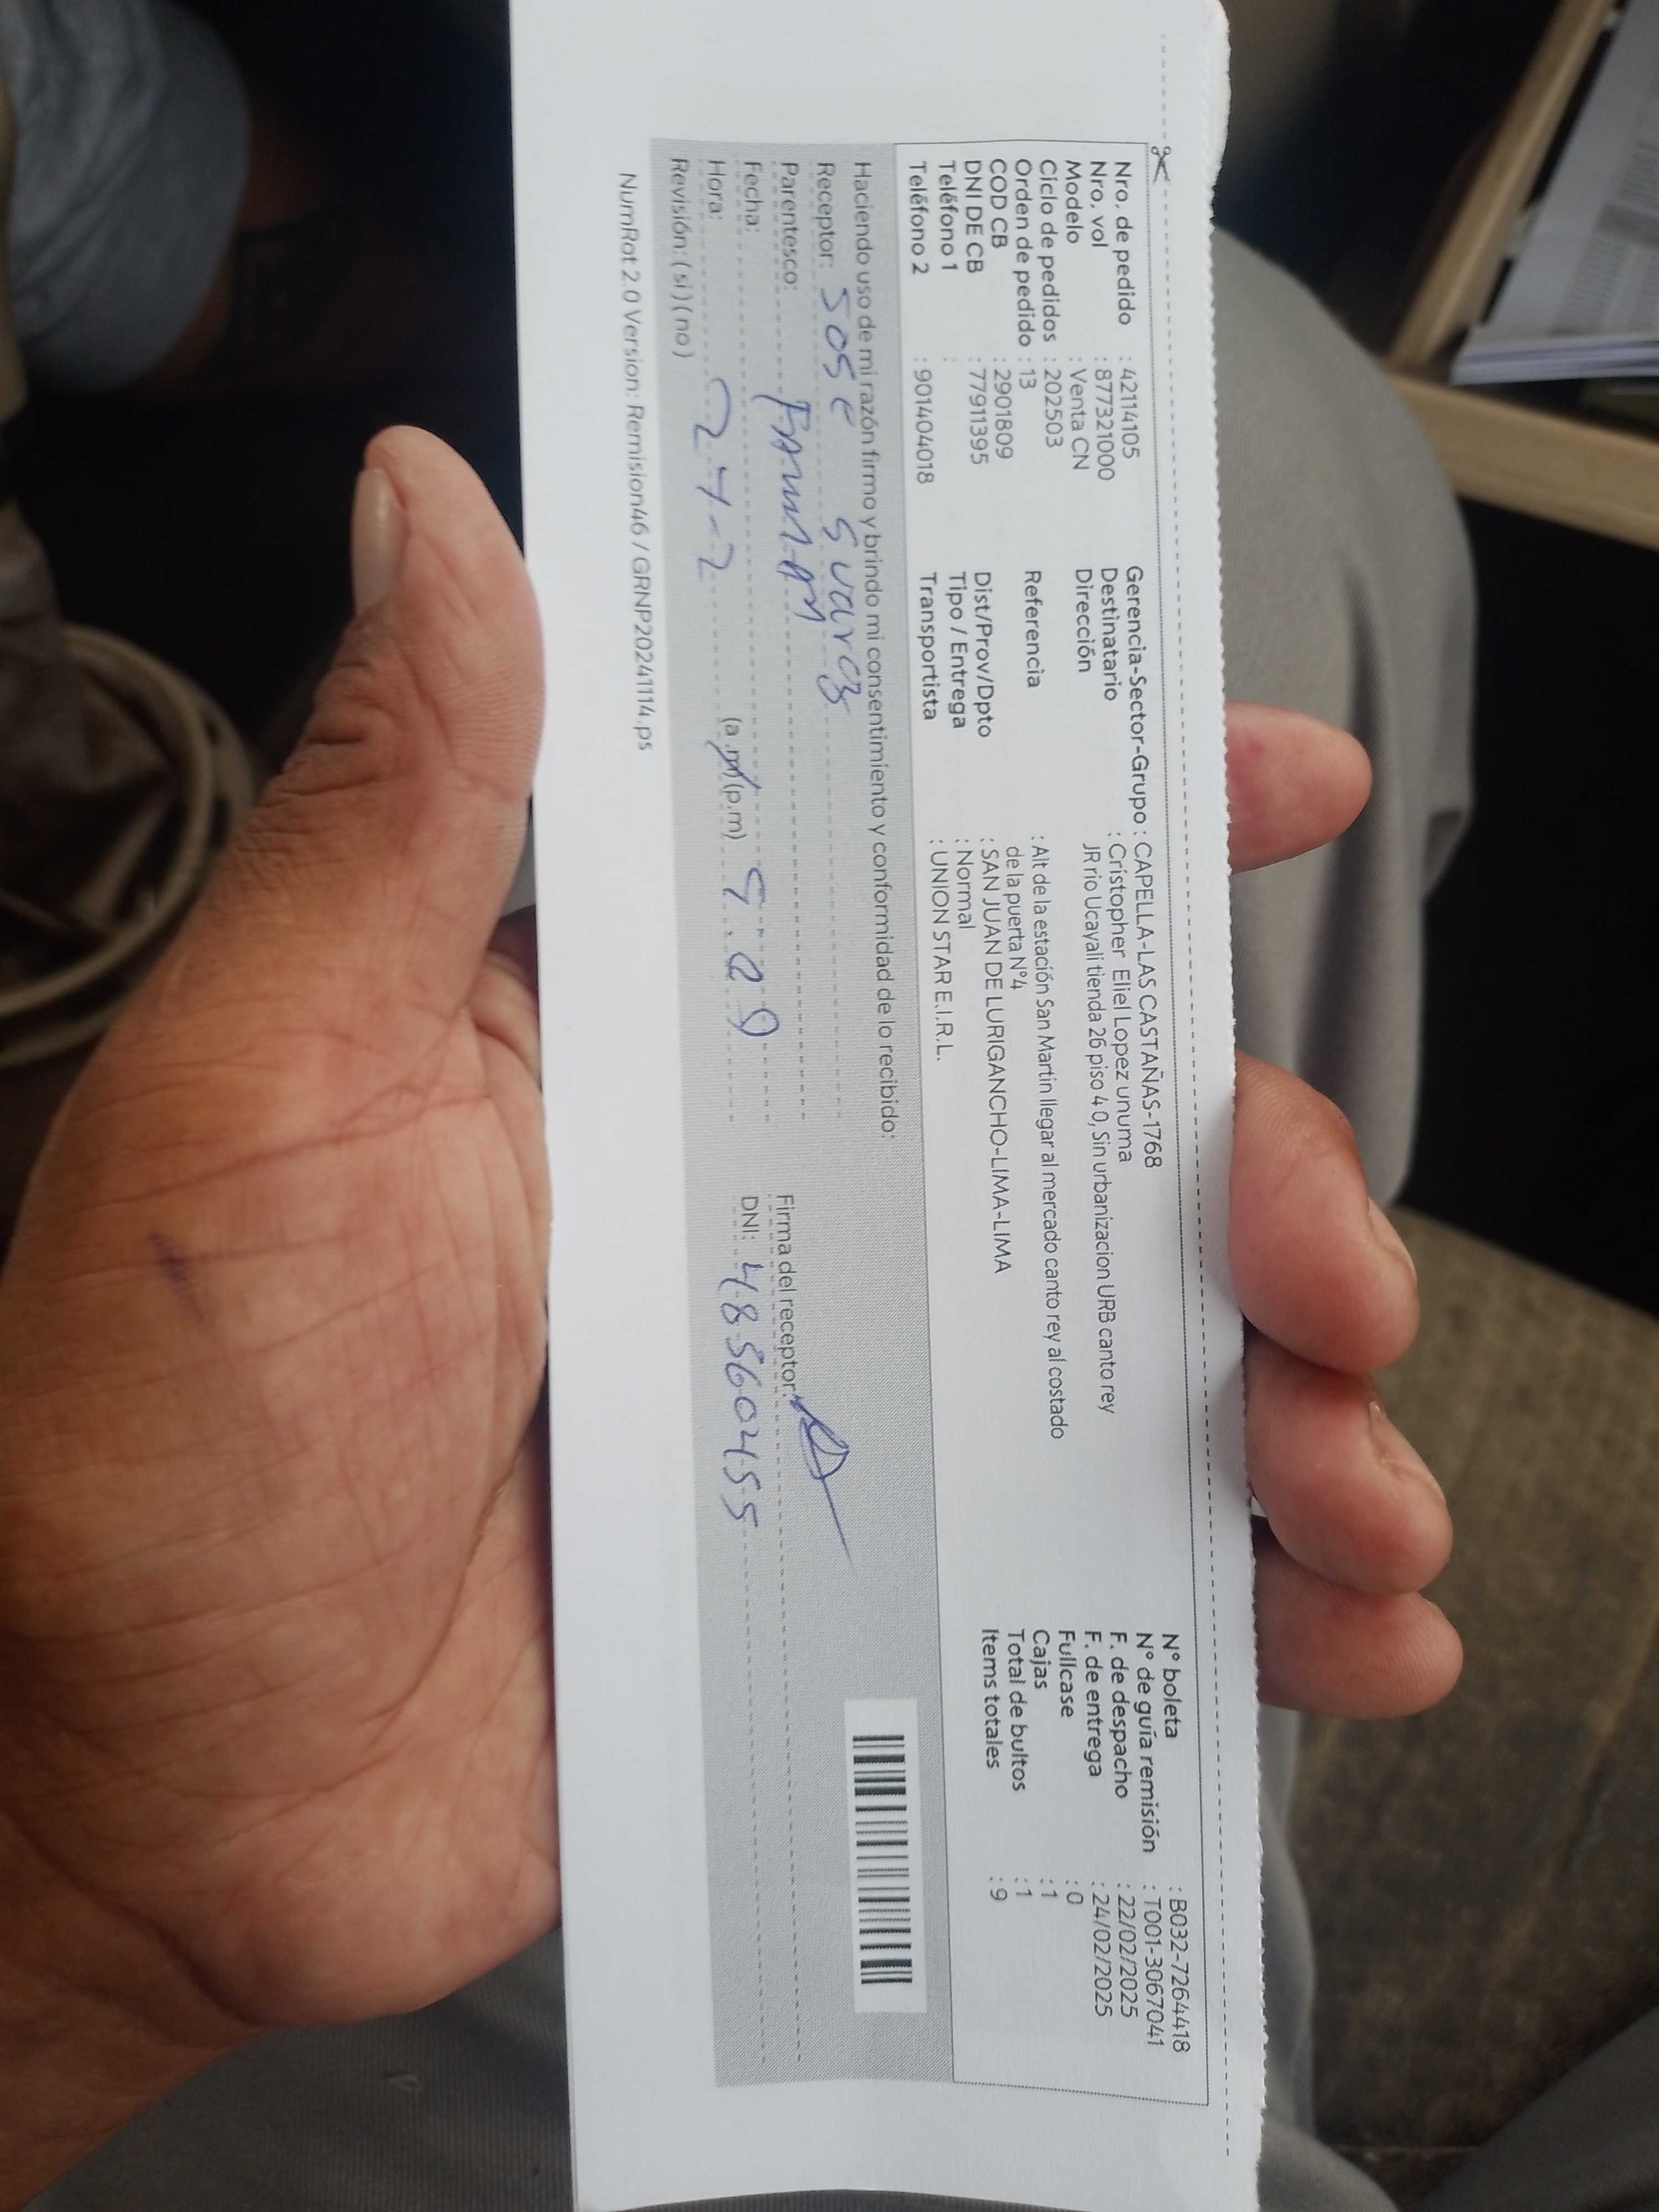 Nro. de pedido : 42114105
Nro. vol : 877321000
Modelo : Venta CN
Ciclo de pedidos : 202503
Orden de pedido : 13
COD CB : 2901809
DNI DE CB : 77911395
Teléfono 1 :
Teléfono 2 : 901404018
Gerencia-Sector-Grupo : CAPELLA-LAS CASTAÑAS-1768
Destinatario : Cristopher Eliel Lopez unuma
Dirección JR rio Ucayali tienda 26 piso 4 0, Sin urbanizacion URB canto rey
Referencia : Alt de la estación San Martin llegar al mercado canto rey al costado
de la puerta N°4
Dist/Prov/Dpto : SAN JUAN DE LURIGANCHO-LIMA-LIMA
Tipo / Entrega : Normal
Transportista : UNION STAR E.I.R.L.
N° boleta : B032-7264418
N° de guía remisión : T001-3067041
F. de despacho : 22/02/2025
F. de entrega : 24/02/2025
Fullcase : 0
Cajas : 1
Total de bultos : 1
Items totales : 9
Haciendo uso de mi razón firmo y brindo mi consentimiento y conformidad de lo recibido:
Receptor: Jose Suarez
Parentesco:
Fecha:
Hora: 24-2 (a.m) (p.m)
Revisión: (si) (no)
Firma del receptor:
DNI: 48560455
NumRot 2.0 Version: Remision46 / GRNP20241114.ps